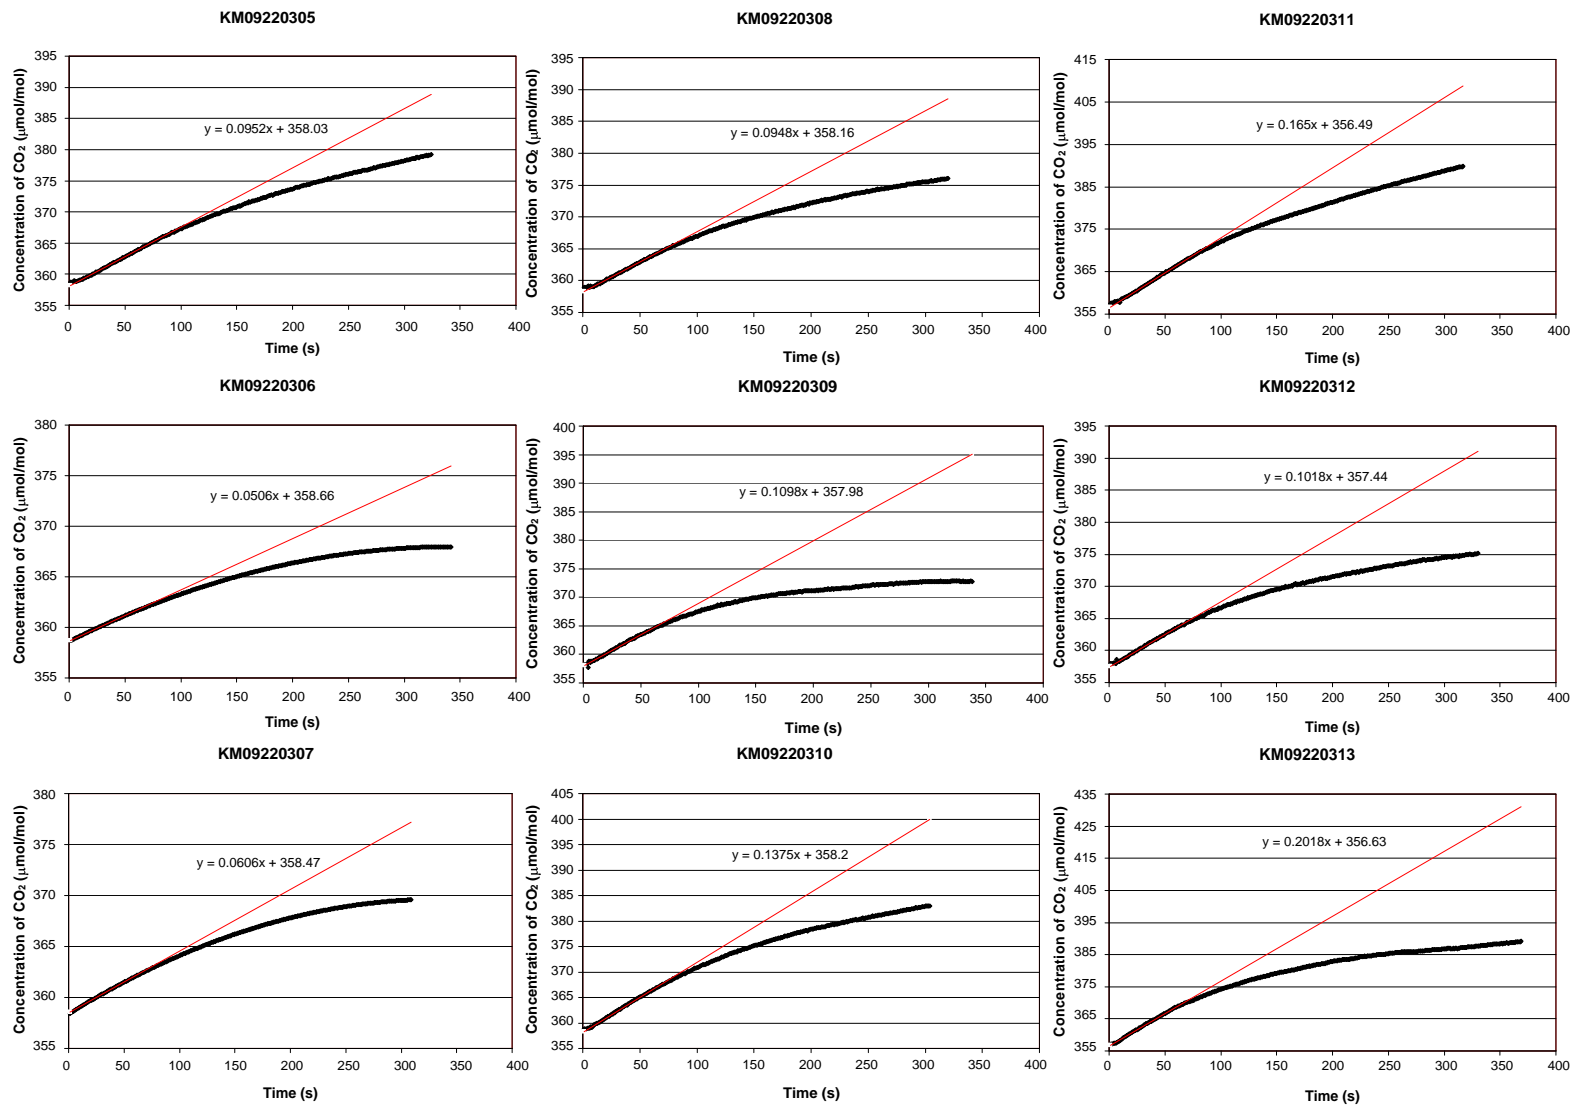 KM09220305
Concentration of CO₂ (µmol/mol)
395
390
385
380
375
370
365
360
355
y = 0.0952x + 358.03
0 50 100 150 200 250 300 350 400
Time (s)
KM09220308
Concentration of CO₂ (µmol/mol)
395
390
385
380
375
370
365
360
355
y = 0.0948x + 358.16
0 50 100 150 200 250 300 350 400
Time (s)
KM09220311
Concentration of CO₂ (µmol/mol)
415
405
395
385
375
365
355
y = 0.165x + 356.49
0 50 100 150 200 250 300 350 400
Time (s)
KM09220306
Concentration of CO₂ (µmol/mol)
380
375
370
365
360
355
y = 0.0506x + 358.66
0 50 100 150 200 250 300 350 400
Time (s)
KM09220309
Concentration of CO₂ (µmol/mol)
400
395
390
385
380
375
370
365
360
355
y = 0.1098x + 357.98
0 50 100 150 200 250 300 350 400
Time (s)
KM09220312
Concentration of CO₂ (µmol/mol)
395
390
385
380
375
370
365
360
355
y = 0.1018x + 357.44
0 50 100 150 200 250 300 350 400
Time (s)
KM09220307
Concentration of CO₂ (µmol/mol)
380
375
370
365
360
355
y = 0.0606x + 358.47
0 50 100 150 200 250 300 350 400
Time (s)
KM09220310
Concentration of CO₂ (µmol/mol)
405
400
395
390
385
380
375
370
365
360
355
y = 0.1375x + 358.2
0 50 100 150 200 250 300 350 400
Time (s)
KM09220313
Concentration of CO₂ (µmol/mol)
435
425
415
405
395
385
375
365
355
y = 0.2018x + 356.63
0 50 100 150 200 250 300 350 400
Time (s)